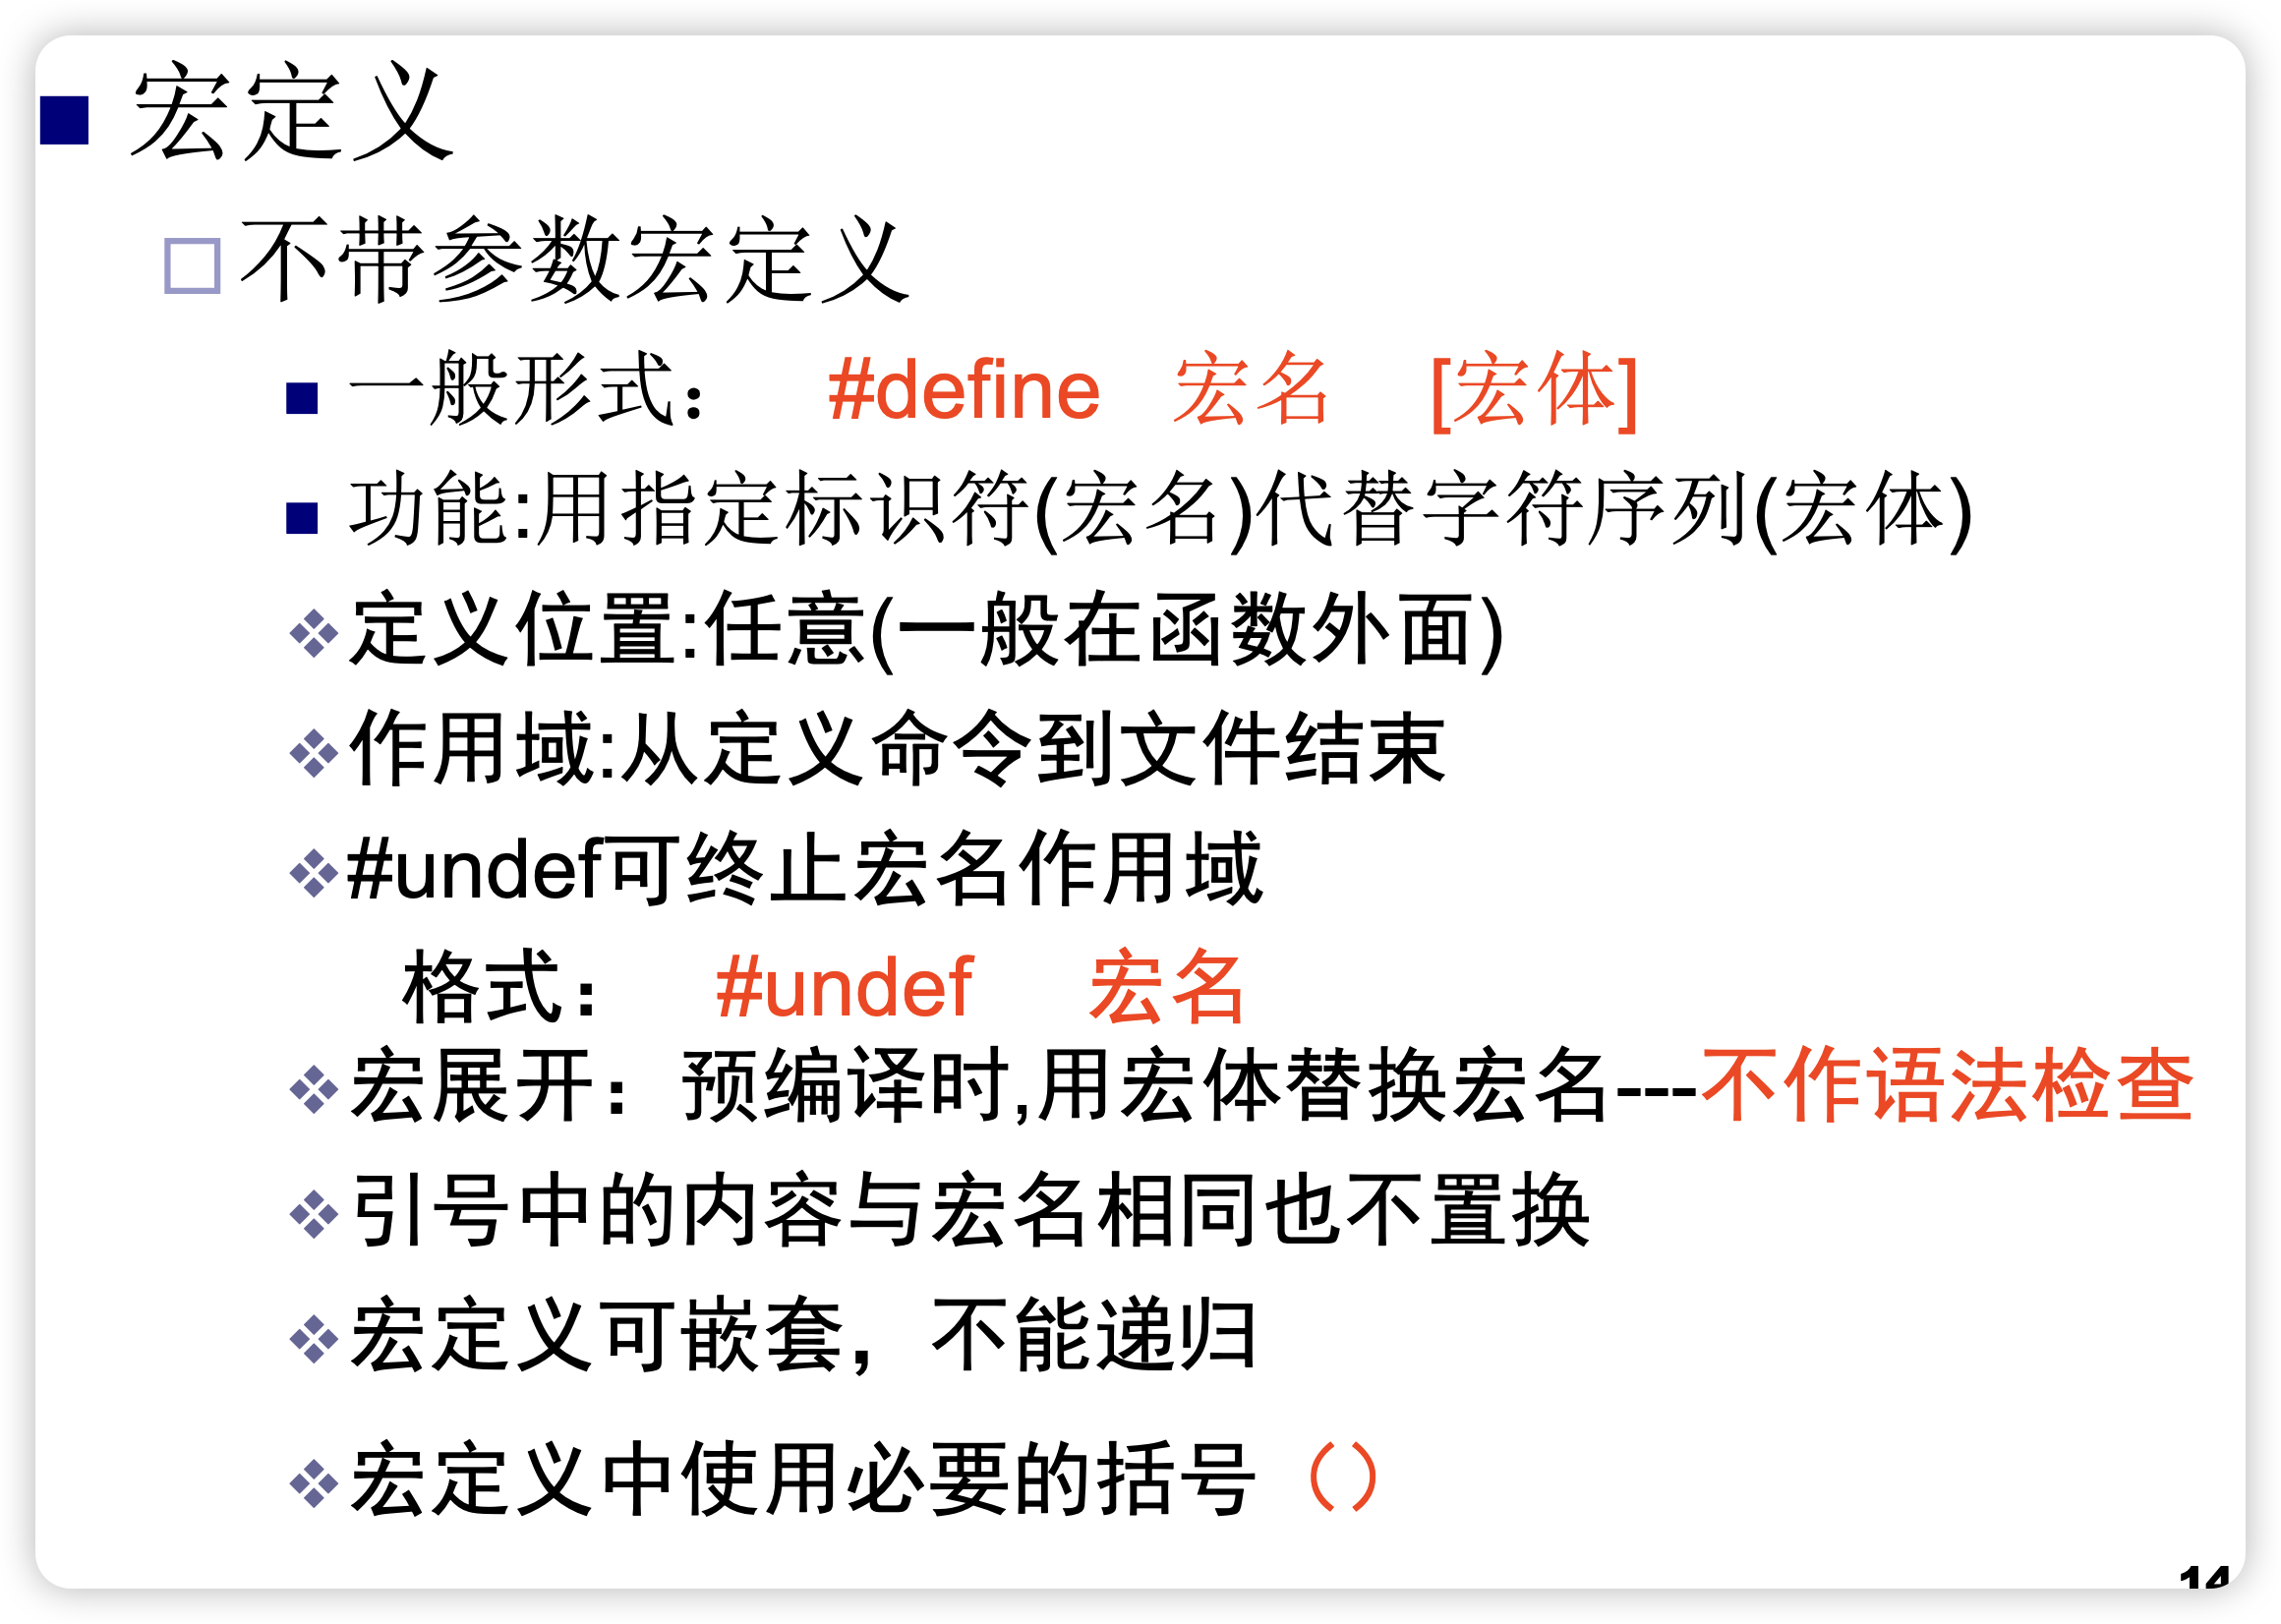 宏定义
不带参数宏定义
一般形式： #define 宏名 [宏体]
功能:用指定标识符(宏名)代替字符序列(宏体)
定义位置:任意(一般在函数外面)
作用域:从定义命令到文件结束
#undef可终止宏名作用域
格式： #undef 宏名
宏展开：预编译时,用宏体替换宏名---不作语法检查
引号中的内容与宏名相同也不置换
宏定义可嵌套，不能递归
宏定义中使用必要的括号（）
14